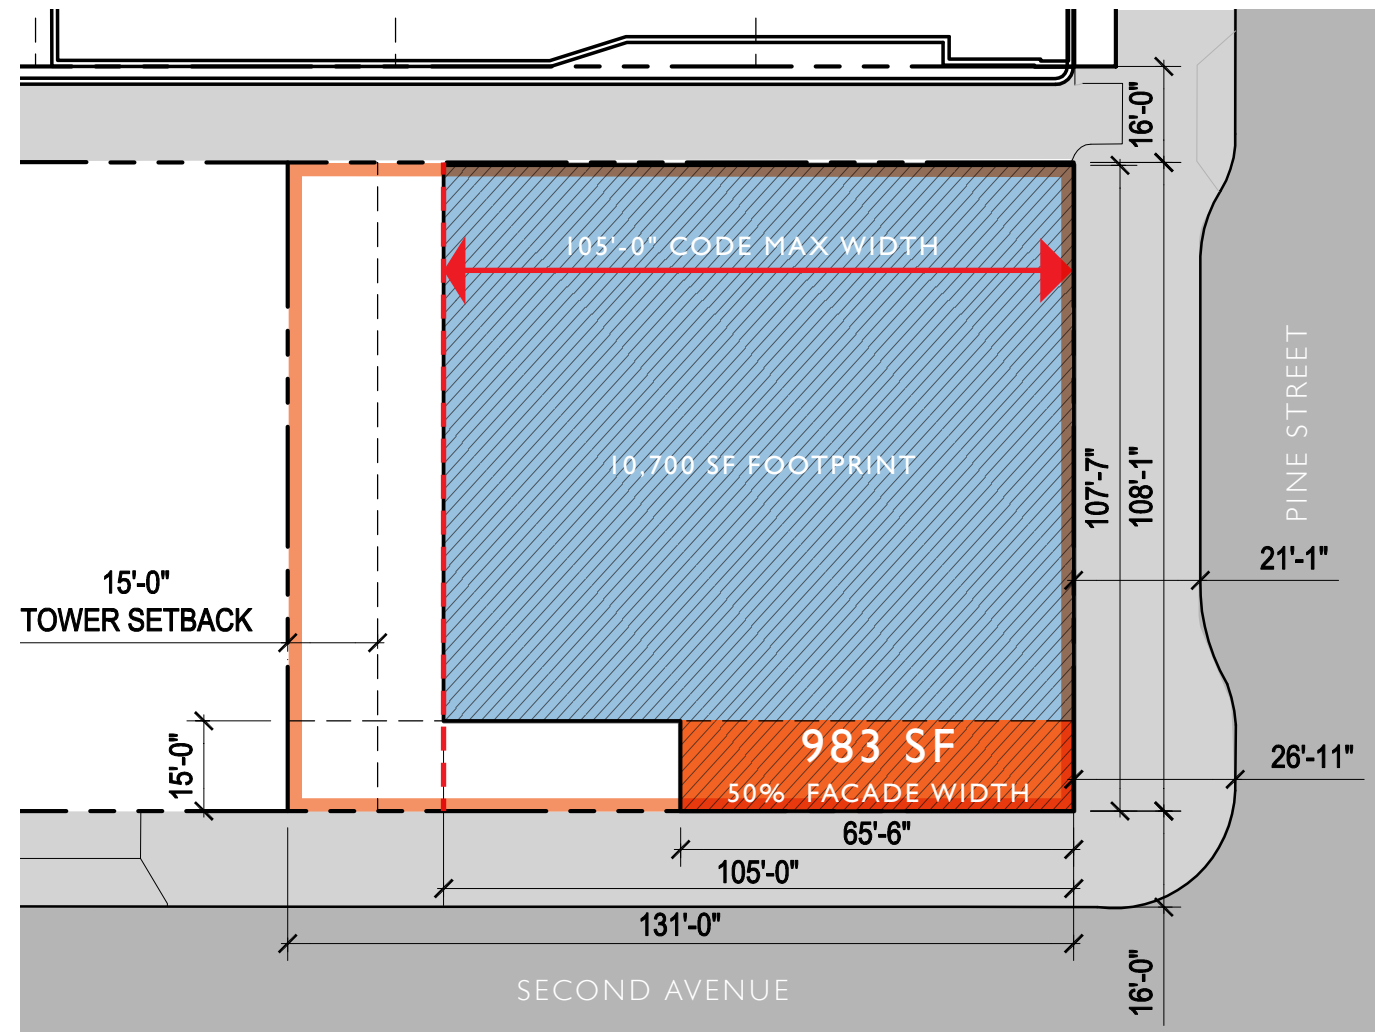 16'-0"
105'-0" CODE MAX WIDTH
PINE STREET
10,700 SF FOOTPRINT
107'-7"
108'-1"
21'-1"
15'-0"
TOWER SETBACK
15'-0"
983 SF
50% FACADE WIDTH
26'-11"
65'-6"
105'-0"
131'-0"
16'-0"
SECOND AVENUE